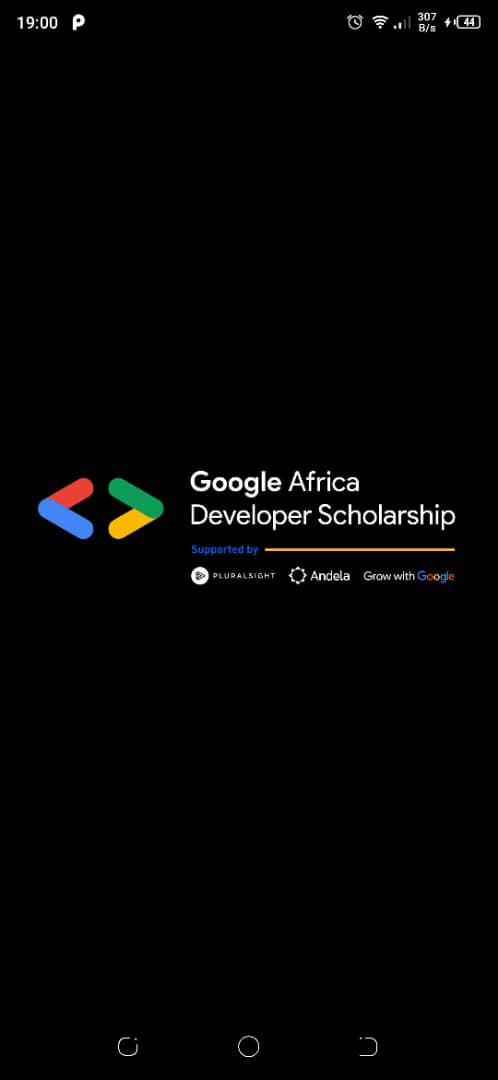 19:00
307
B/s
44
Google Africa
Developer Scholarship
Supported by
PLURALSIGHT Andela Grow with Google